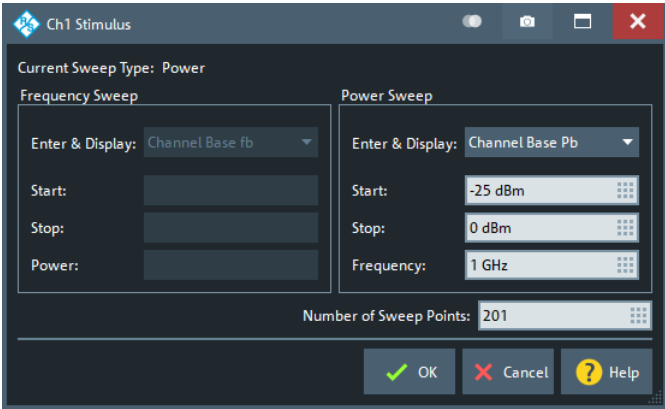 Ch1 Stimulus
Current Sweep Type: Power
Frequency Sweep
Enter & Display: Channel Base fb
Start:
Stop:
Power:
Power Sweep
Enter & Display: Channel Base Pb
Start: -25 dBm
Stop: 0 dBm
Frequency: 1 GHz
Number of Sweep Points: 201
OK
Cancel
? Help